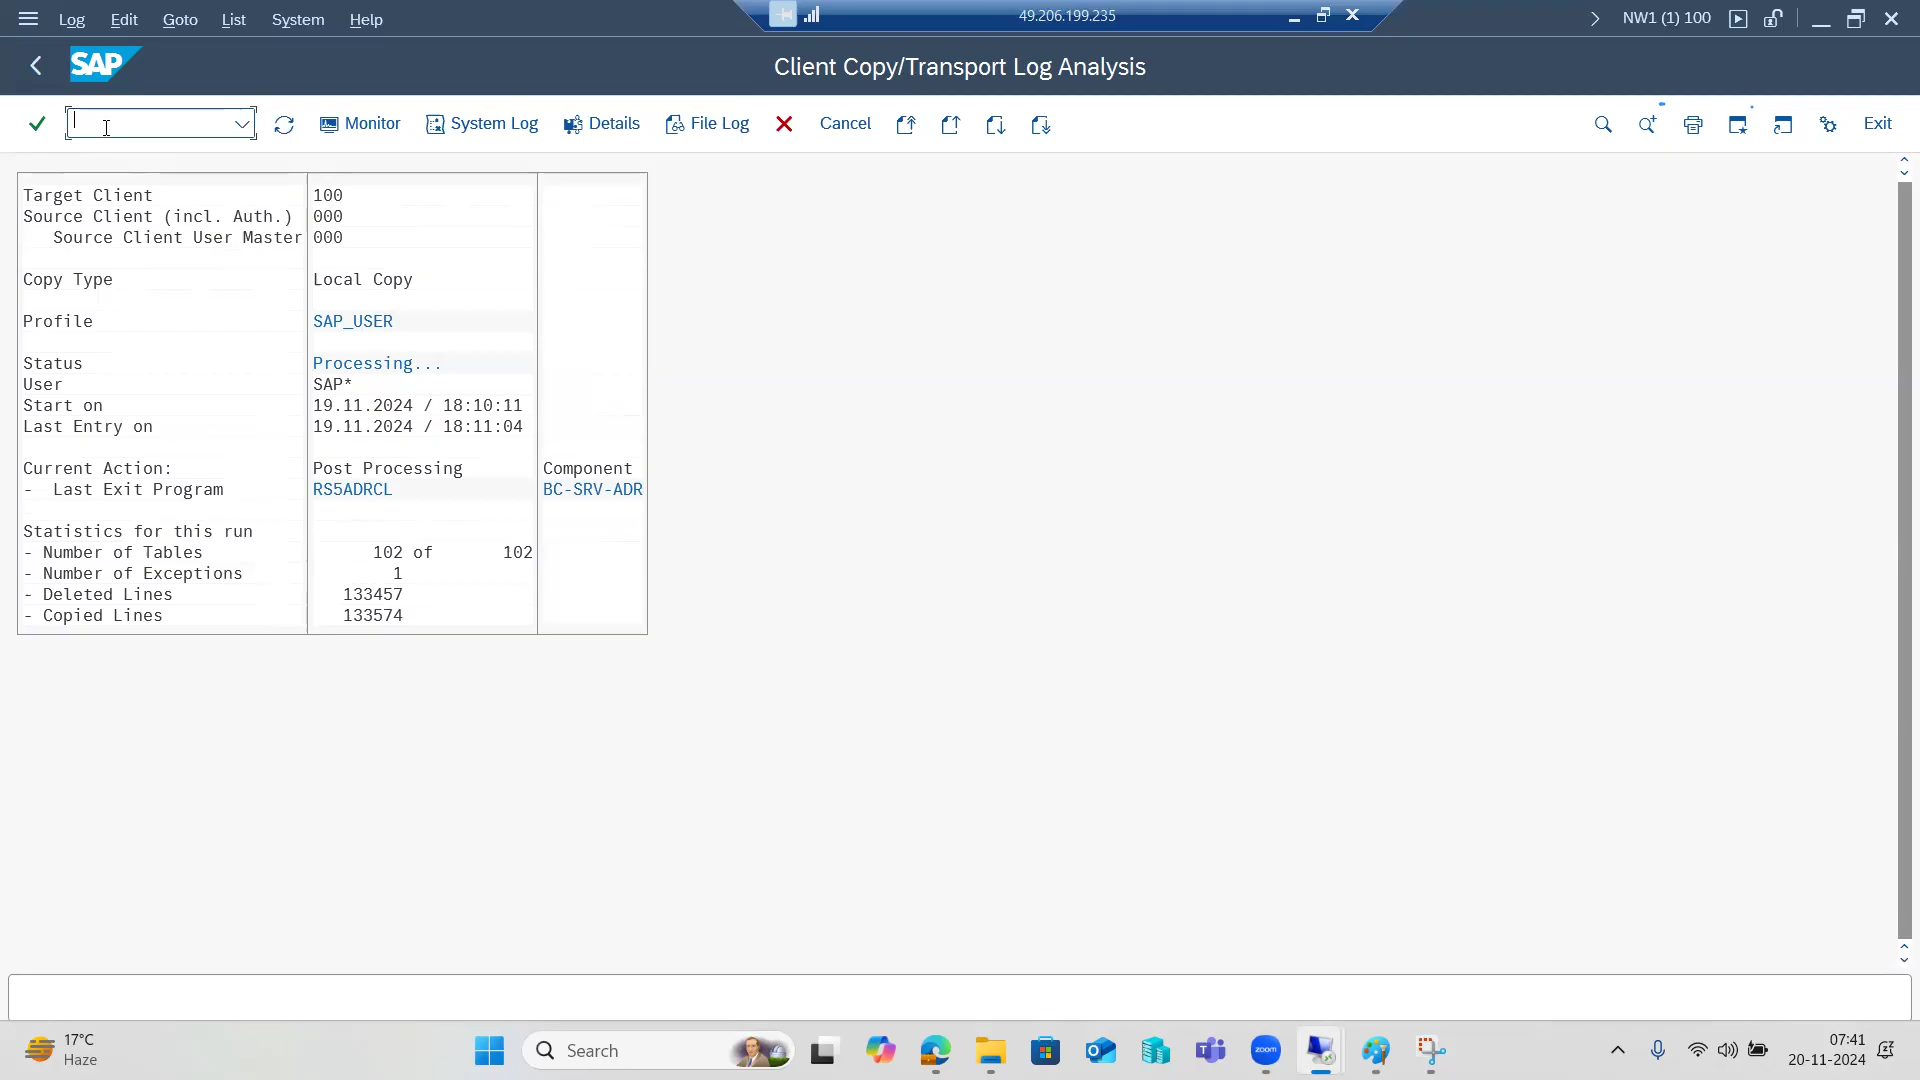 Log Edit Goto List System Help
49.206.199.235
NW1 (1) 100
SAP
Client Copy/Transport Log Analysis
Monitor System Log Details File Log Cancel Exit
Target Client 100
Source Client (incl. Auth.) 000
Source Client User Master 000
Copy Type Local Copy
Profile SAP_USER
Status Processing...
User SAP*
Start on 19.11.2024 / 18:10:11
Last Entry on 19.11.2024 / 18:11:04
Current Action: Post Processing Component
- Last Exit Program RS5ADRCL BC-SRV-ADR
Statistics for this run
- Number of Tables 102 of 102
- Number of Exceptions 1
- Deleted Lines 133457
- Copied Lines 133574
17°C
Haze
Search
zoom
07:41
20-11-2024